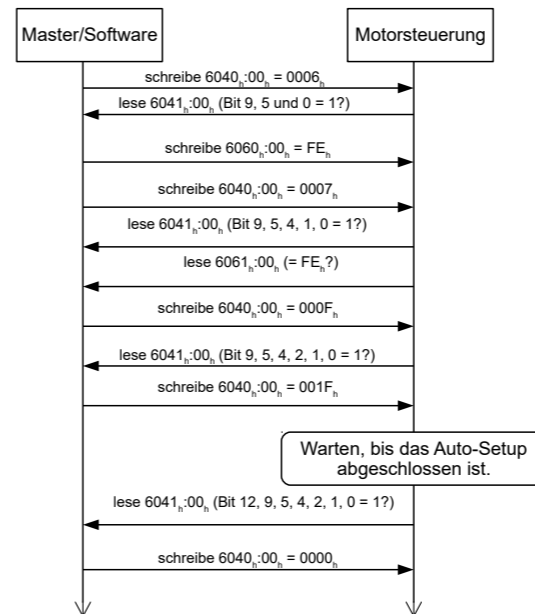 Master/Software
Motorsteuerung
schreibe 6040ₕ:00ₕ = 0006ₕ
lese 6041ₕ:00ₕ (Bit 9, 5 und 0 = 1?)
schreibe 6060ₕ:00ₕ = FEₕ
schreibe 6040ₕ:00ₕ = 0007ₕ
lese 6041ₕ:00ₕ (Bit 9, 5, 4, 1, 0 = 1?)
lese 6061ₕ:00ₕ (= FEₕ?)
schreibe 6040ₕ:00ₕ = 000Fₕ
lese 6041ₕ:00ₕ (Bit 9, 5, 4, 2, 1, 0 = 1?)
schreibe 6040ₕ:00ₕ = 001Fₕ
Warten, bis das Auto-Setup
abgeschlossen ist.
lese 6041ₕ:00ₕ (Bit 12, 9, 5, 4, 2, 1, 0 = 1?)
schreibe 6040ₕ:00ₕ = 0000ₕ